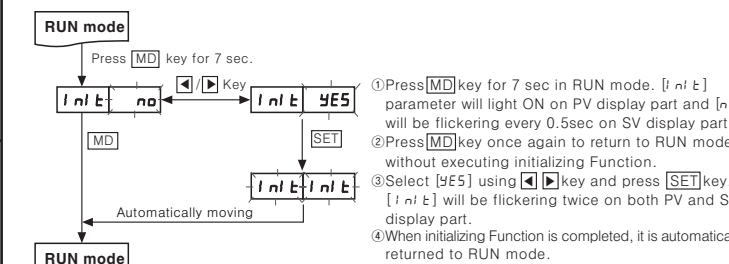 RUN mode
Press MD key for 7 sec.
InIt no
◀/▶ Key
InIt YES
MD
SET
InIt InIt
Automatically moving
RUN mode
①Press MD key for 7 sec in RUN mode. [InIt]
parameter will light ON on PV display part and [n
will be flickering every 0.5sec on SV display part
②Press MD key once again to return to RUN mode
without executing initializing Function.
③Select [YES] using ◀ ▶ key and press SET key.
[InIt] will be flickering twice on both PV and S
display part.
④When initializing Function is completed, it is automatica
returned to RUN mode.